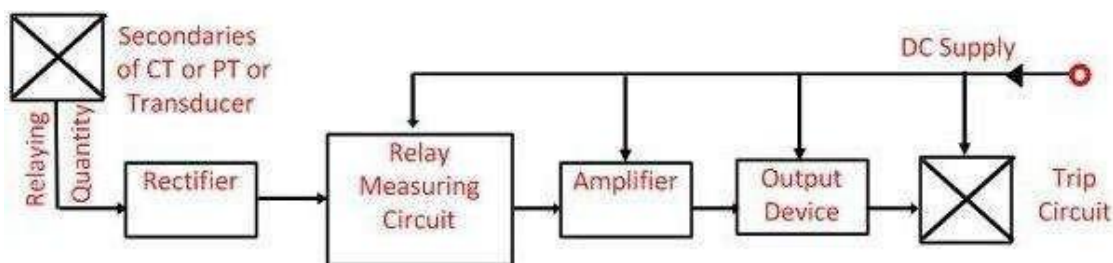 Secondaries
of CT or PT or
Transducer
DC Supply
Relaying
Quantity
Rectifier
Relay
Measuring
Circuit
Amplifier
Output
Device
Trip
Circuit